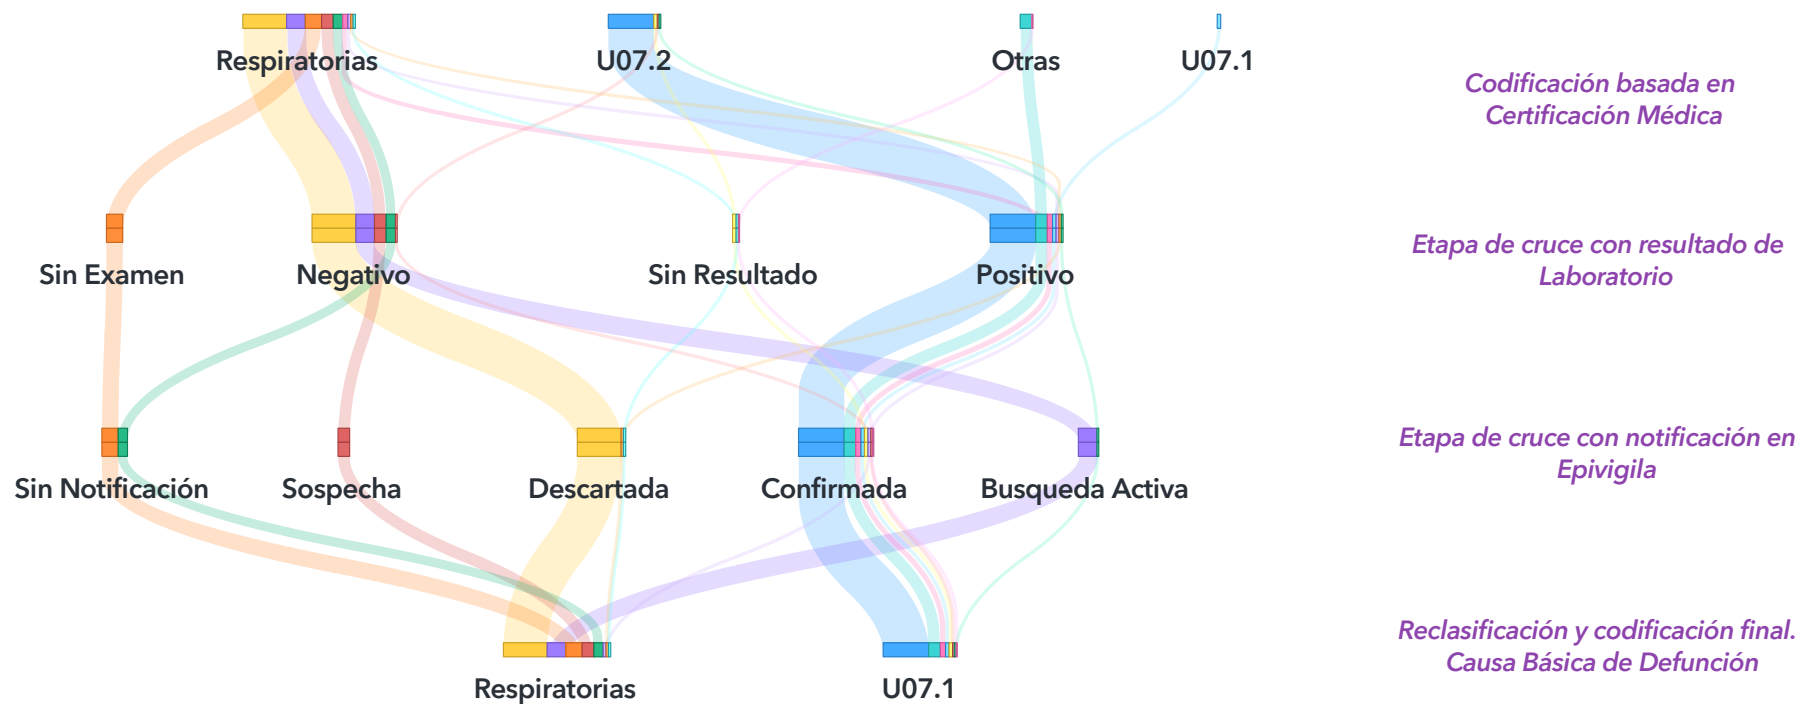 Respiratorias
U07.2
Otras
U07.1
Codificación basada en
Certificación Médica
Sin Examen
Negativo
Sin Resultado
Positivo
Etapa de cruce con resultado de
Laboratorio
Sin Notificación
Sospecha
Descartada
Confirmada
Busqueda Activa
Etapa de cruce con notificación en
Epivigila
Respiratorias
U07.1
Reclasificación y codificación final.
Causa Básica de Defunción